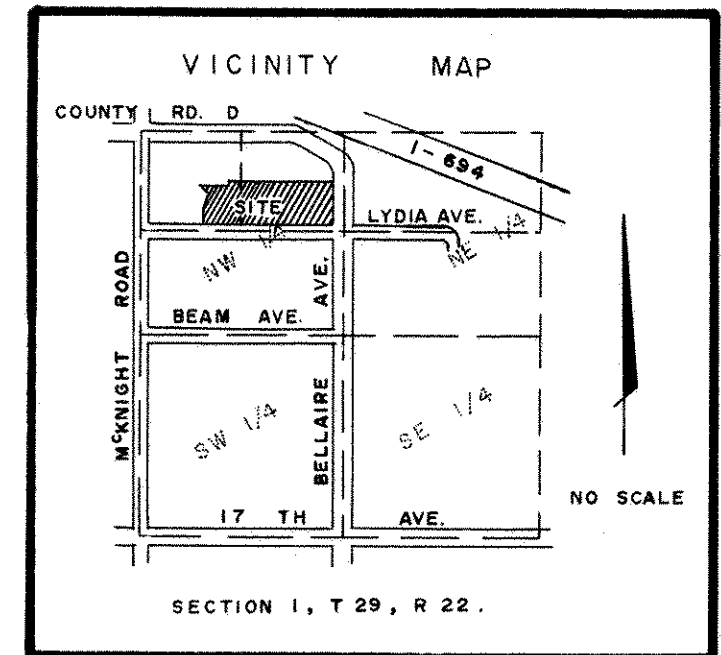 VICINITY MAP
COUNTY RD. D
I-694
SITE
LYDIA AVE.
NW 1/4
NE 1/4
McKNIGHT ROAD
BEAM AVE.
BELLAIRE AVE.
SW 1/4
SE 1/4
NO SCALE
17 TH AVE.
SECTION 1, T 29, R 22.